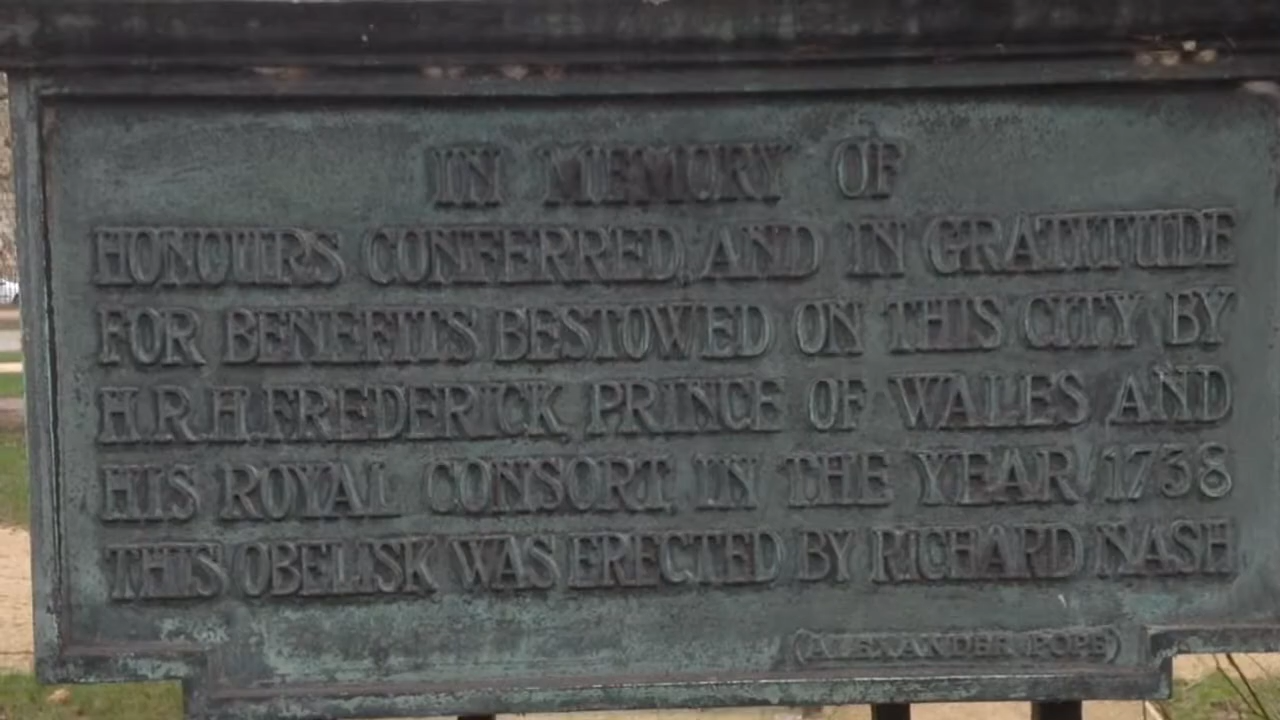 IN MEMORY OF
HONOURS CONFERRED, AND IN GRATITUDE
FOR BENEFITS BESTOWED ON THIS CITY BY
H.R.H. FREDERICK, PRINCE OF WALES AND
HIS ROYAL CONSORT, IN THE YEAR 1738
THIS OBELISK WAS ERECTED BY RICHARD NASH
(ALEXANDER POPE)